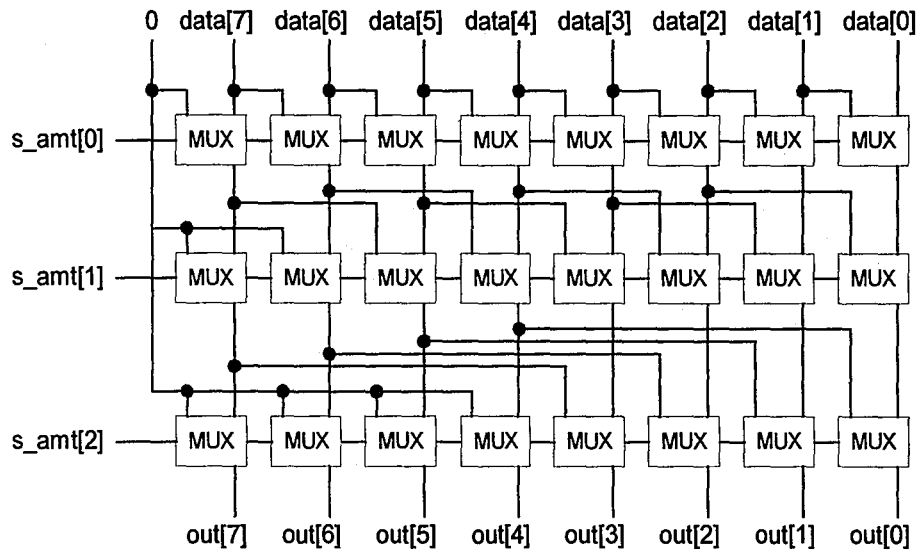 0 data[7] data[6] data[5] data[4] data[3] data[2] data[1] data[0]
s_amt[0] MUX MUX MUX MUX MUX MUX MUX MUX
s_amt[1] MUX MUX MUX MUX MUX MUX MUX MUX
s_amt[2] MUX MUX MUX MUX MUX MUX MUX MUX
out[7] out[6] out[5] out[4] out[3] out[2] out[1] out[0]